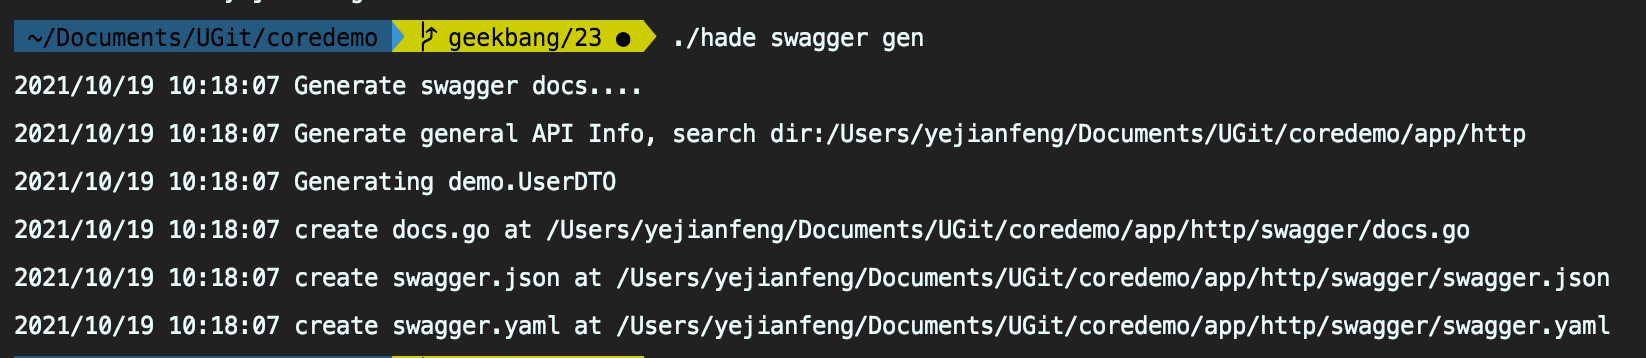 ~/Documents/UGit/coredemo geekbang/23 ● ./hade swagger gen
2021/10/19 10:18:07 Generate swagger docs....
2021/10/19 10:18:07 Generate general API Info, search dir:/Users/yejianfeng/Documents/UGit/coredemo/app/http
2021/10/19 10:18:07 Generating demo.UserDTO
2021/10/19 10:18:07 create docs.go at /Users/yejianfeng/Documents/UGit/coredemo/app/http/swagger/docs.go
2021/10/19 10:18:07 create swagger.json at /Users/yejianfeng/Documents/UGit/coredemo/app/http/swagger/swagger.json
2021/10/19 10:18:07 create swagger.yaml at /Users/yejianfeng/Documents/UGit/coredemo/app/http/swagger/swagger.yaml